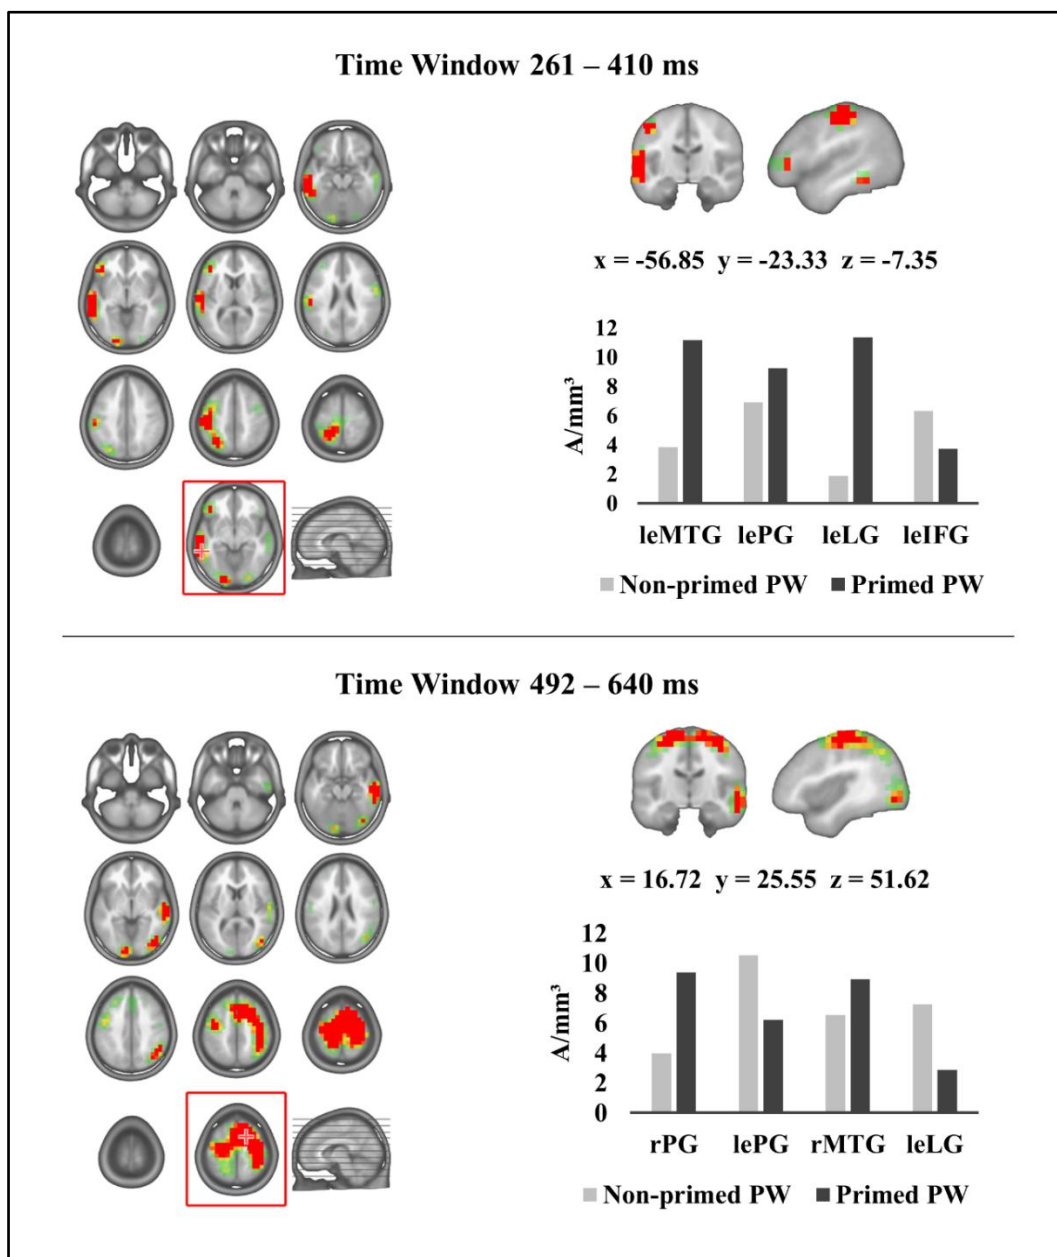 Time Window 261 – 410 ms
x = -56.85 y = -23.33 z = -7.35
12
10
8
6
4
2
0
A/mm³
leMTG lePG leLG leIFG
Non-primed PW Primed PW
Time Window 492 – 640 ms
x = 16.72 y = 25.55 z = 51.62
12
10
8
6
4
2
0
A/mm³
rPG lePG rMTG leLG
Non-primed PW Primed PW